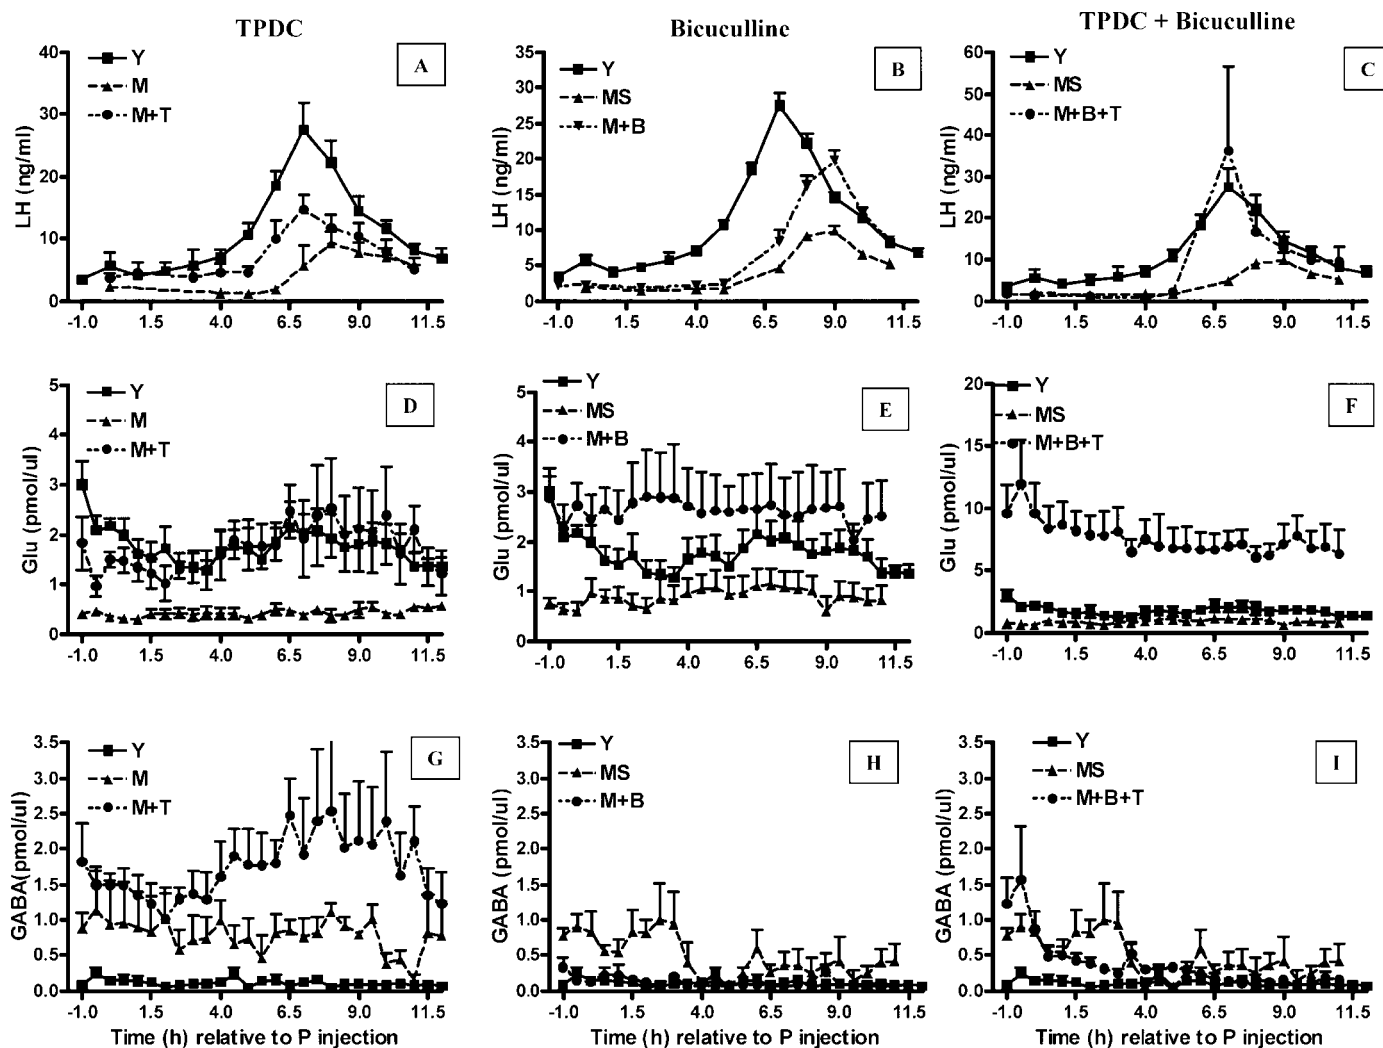 TPDC
Bicuculline
TPDC + Bicuculline
LH (ng/ml)
40
30
20
10
0
Y
M
M+T
A
-1.0 1.5 4.0 6.5 9.0 11.5
LH (ng/ml)
35
30
25
20
15
10
5
0
Y
MS
M+B
B
-1.0 1.5 4.0 6.5 9.0 11.5
LH (ng/ml)
60
50
40
30
20
10
0
Y
MS
M+B+T
C
-1.0 1.5 4.0 6.5 9.0 11.5
Glu (pmol/ul)
5
4
3
2
1
0
Y
M
M+T
D
-1.0 1.5 4.0 6.5 9.0 11.5
Glu (pmol/ul)
5
4
3
2
1
0
Y
MS
M+B
E
-1.0 1.5 4.0 6.5 9.0 11.5
Glu (pmol/ul)
20
15
10
5
0
Y
MS
M+B+T
F
-1.0 1.5 4.0 6.5 9.0 11.5
GABA(pmol/ul)
3.5
3.0
2.5
2.0
1.5
1.0
0.5
0.0
Y
M
M+T
G
-1.0 1.5 4.0 6.5 9.0 11.5
Time (h) relative to P injection
GABA (pmol/ul)
3.5
3.0
2.5
2.0
1.5
1.0
0.5
0.0
Y
MS
M+B
H
-1.0 1.5 4.0 6.5 9.0 11.5
Time (h) relative to P injection
GABA (pmol/ul)
3.5
3.0
2.5
2.0
1.5
1.0
0.5
0.0
Y
MS
M+B+T
I
-1.0 1.5 4.0 6.5 9.0 11.5
Time (h) relative to P injection